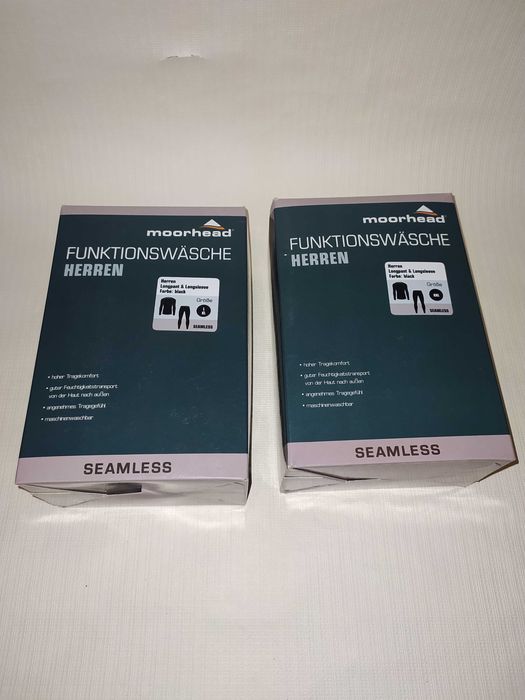 moorhead
FUNKTIONSWÄSCHE
HERREN
Herren
Longpant & Longsleeve
Farbe: black
Größe
SEAMLESS
• hoher Tragekomfort
• guter Feuchtigkeitstransport
von der Haut nach außen
• angenehmes Tragegefühl
• maschinenwaschbar
SEAMLESS
moorhead
FUNKTIONSWÄSCHE
HERREN
Herren
Longpant & Longsleeve
Farbe: black
Größe
SEAMLESS
• hoher Tragekomfort
• guter Feuchtigkeitstransport
von der Haut nach außen
• angenehmes Tragegefühl
• maschinenwaschbar
SEAMLESS